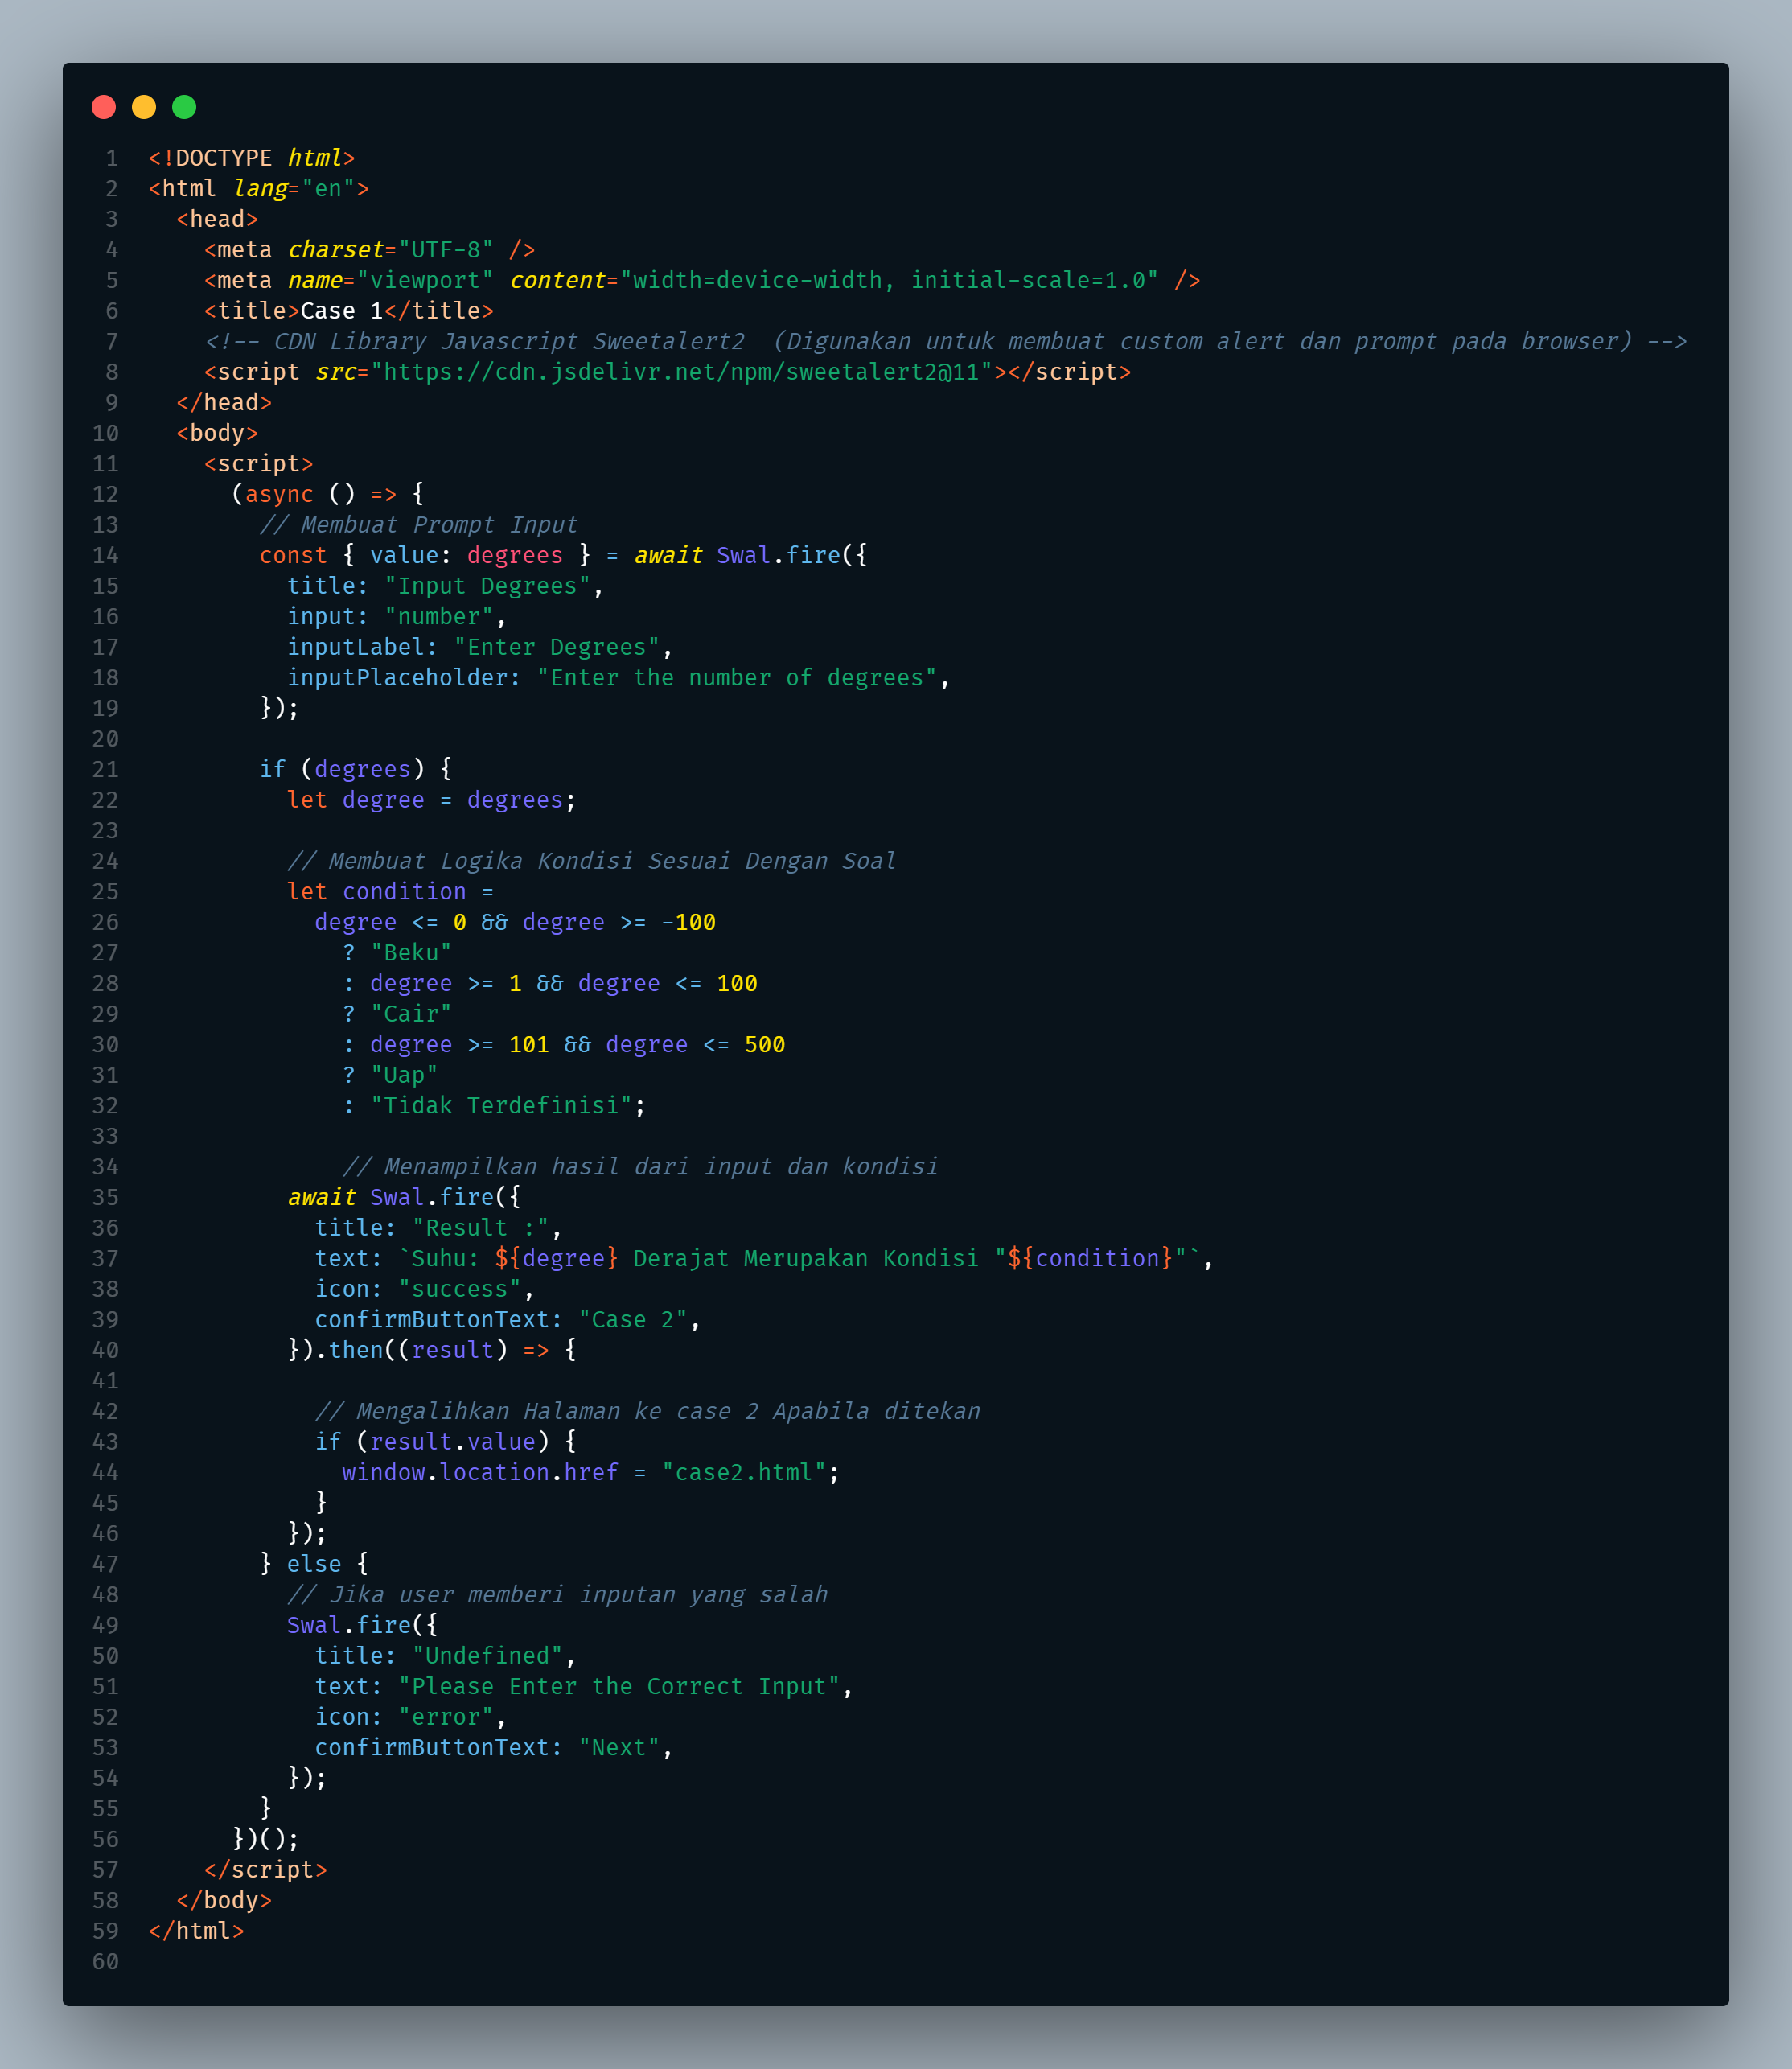 1 <!DOCTYPE html>
2 <html lang="en">
3   <head>
4     <meta charset="UTF-8" />
5     <meta name="viewport" content="width=device-width, initial-scale=1.0" />
6     <title>Case 1</title>
7     <!-- CDN Library Javascript Sweetalert2  (Digunakan untuk membuat custom alert dan prompt pada browser) -->
8     <script src="https://cdn.jsdelivr.net/npm/sweetalert2@11"></script>
9   </head>
10   <body>
11     <script>
12       (async () => {
13         // Membuat Prompt Input
14         const { value: degrees } = await Swal.fire({
15           title: "Input Degrees",
16           input: "number",
17           inputLabel: "Enter Degrees",
18           inputPlaceholder: "Enter the number of degrees",
19         });
20
21         if (degrees) {
22           let degree = degrees;
23
24           // Membuat Logika Kondisi Sesuai Dengan Soal
25           let condition =
26             degree <= 0 && degree >= -100
27               ? "Beku"
28               : degree >= 1 && degree <= 100
29               ? "Cair"
30               : degree >= 101 && degree <= 500
31               ? "Uap"
32               : "Tidak Terdefinisi";
33
34               // Menampilkan hasil dari input dan kondisi
35           await Swal.fire({
36             title: "Result :",
37             text: `Suhu: ${degree} Derajat Merupakan Kondisi "${condition}"`,
38             icon: "success",
39             confirmButtonText: "Case 2",
40           }).then((result) => {
41
42             // Mengalihkan Halaman ke case 2 Apabila ditekan
43             if (result.value) {
44               window.location.href = "case2.html";
45             }
46           });
47         } else {
48           // Jika user memberi inputan yang salah
49           Swal.fire({
50             title: "Undefined",
51             text: "Please Enter the Correct Input",
52             icon: "error",
53             confirmButtonText: "Next",
54           });
55         }
56       })();
57     </script>
58   </body>
59 </html>
60